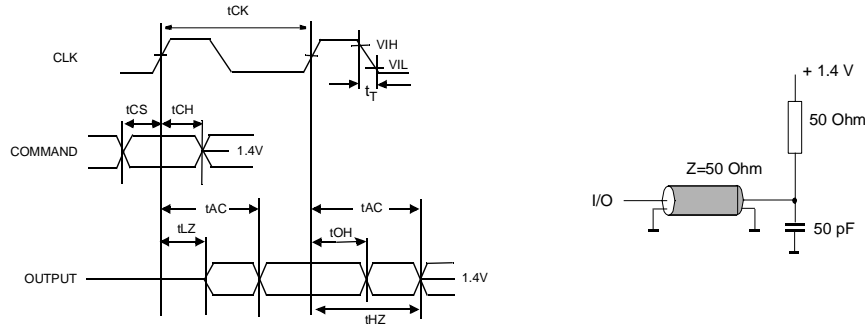 tCK
CLK
VIH
VIL
tT
tCS
tCH
COMMAND
1.4V
tAC
tAC
tLZ
tOH
OUTPUT
1.4V
tHZ
+ 1.4 V
50 Ohm
Z=50 Ohm
I/O
50 pF